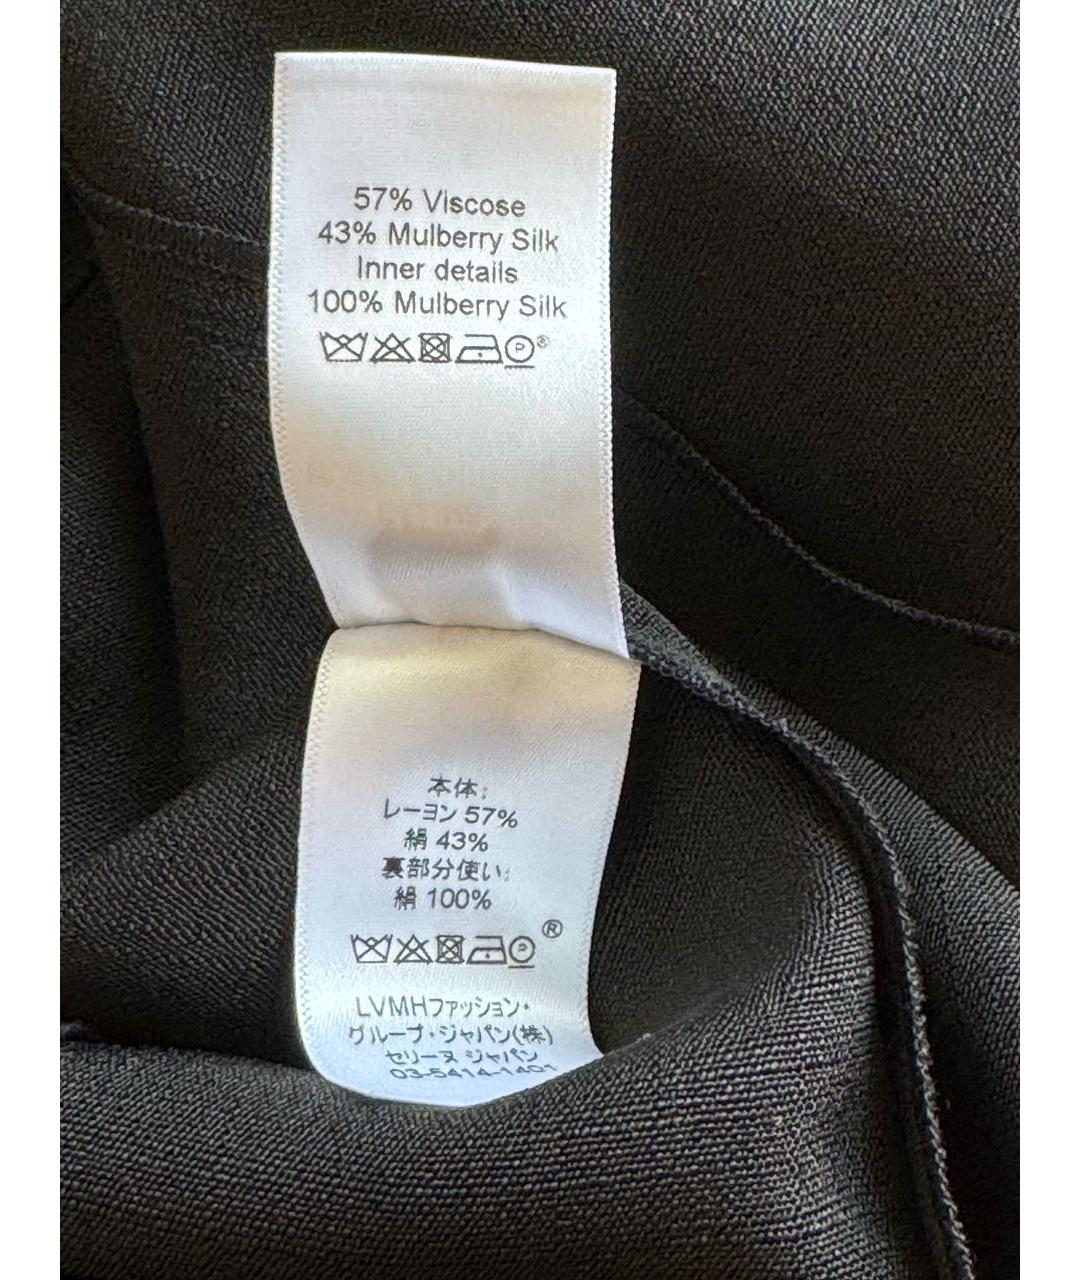 57% Viscose
43% Mulberry Silk
Inner details
100% Mulberry Silk
P®
本体:
レーヨン 57%
絹 43%
裏部分使い:
絹 100%
P®
LVMHファッション・
グループ・ジャパン(株)
セリーヌ ジャパン
03-5414-1401